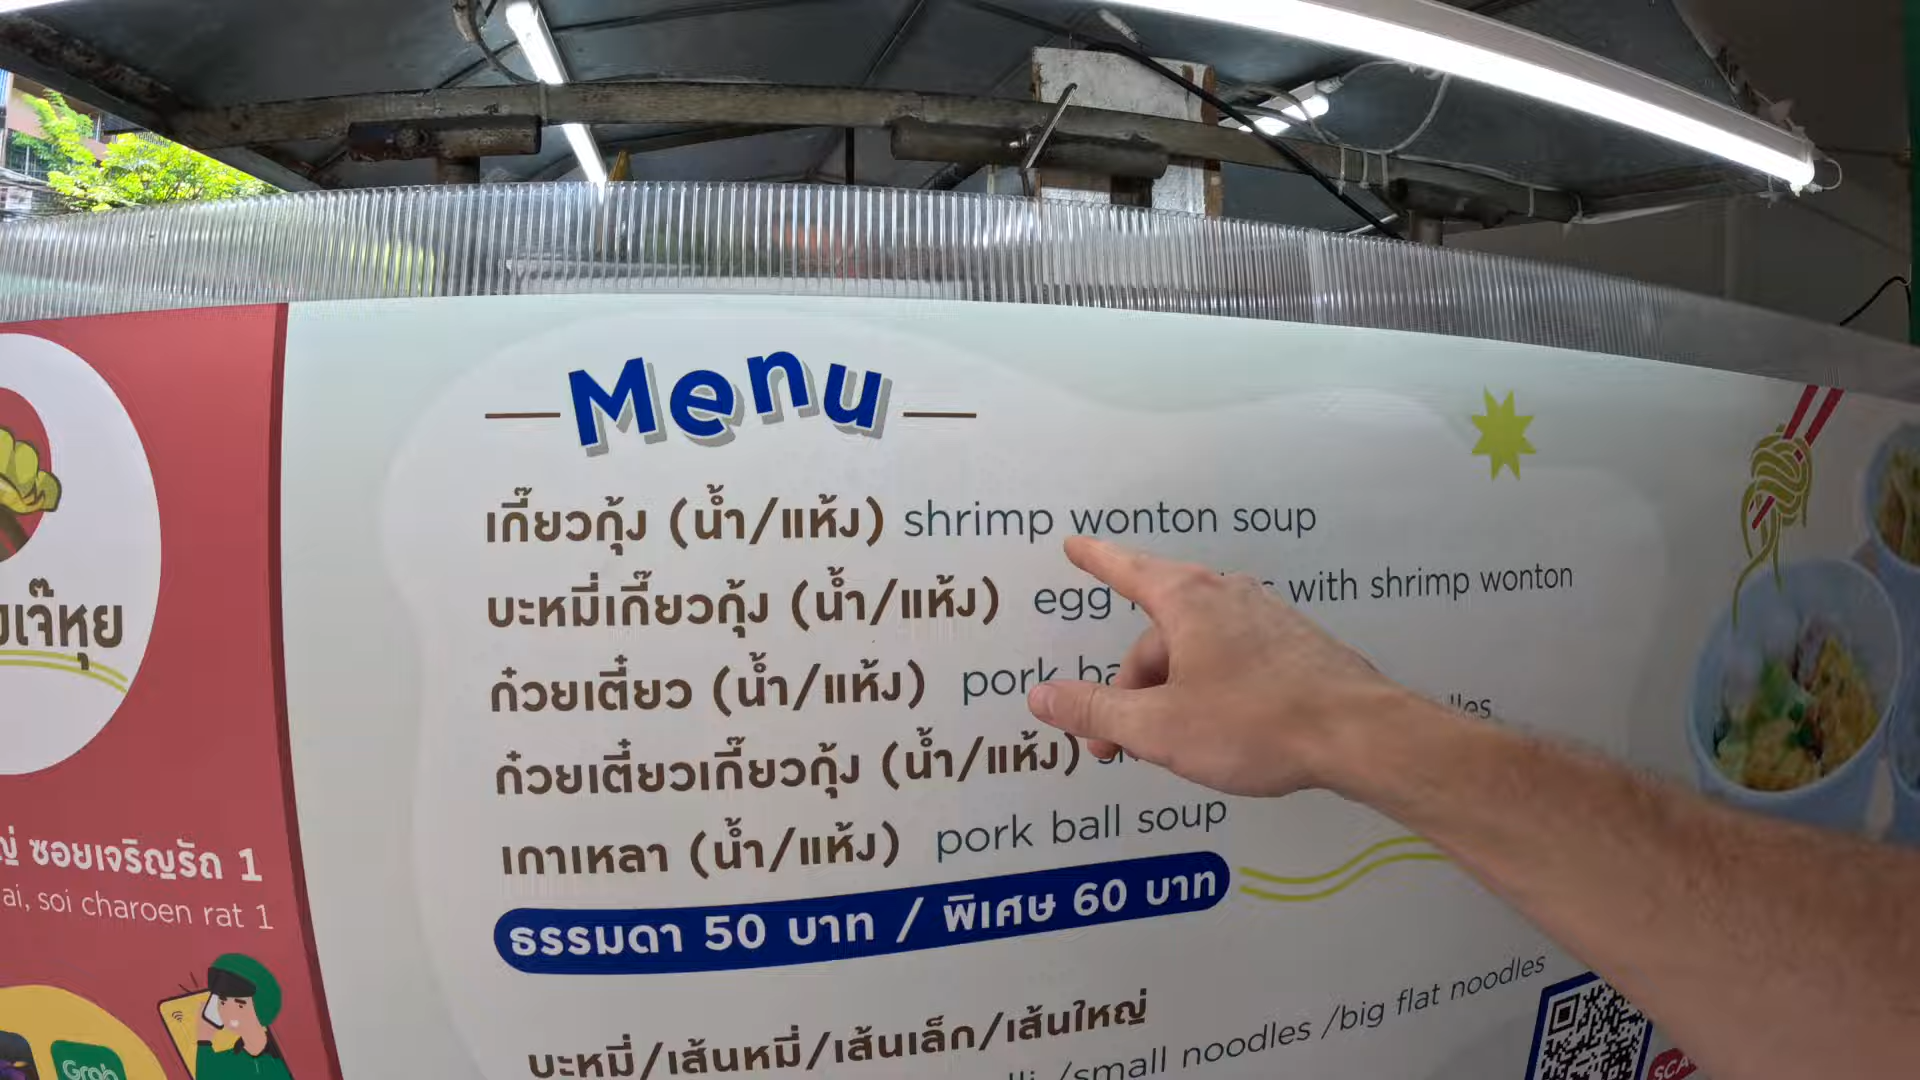 Menu
เกี๊ยวกุ้ง (น้ำ/แห้ง) shrimp wonton soup
บะหมี่เกี๊ยวกุ้ง (น้ำ/แห้ง) egg with shrimp wonton
ก๋วยเตี๋ยว (น้ำ/แห้ง) pork
ก๋วยเตี๋ยวเกี๊ยวกุ้ง (น้ำ/แห้ง)
เกาเหลา (น้ำ/แห้ง) pork ball soup
ธรรมดา 50 บาท / พิเศษ 60 บาท
บะหมี่/เส้นหมี่/เส้นเล็ก/เส้นใหญ่
/small noodles /big flat noodles
เจ๊หุย
ซอยเจริญรัถ 1
soi charoen rat 1
Grab